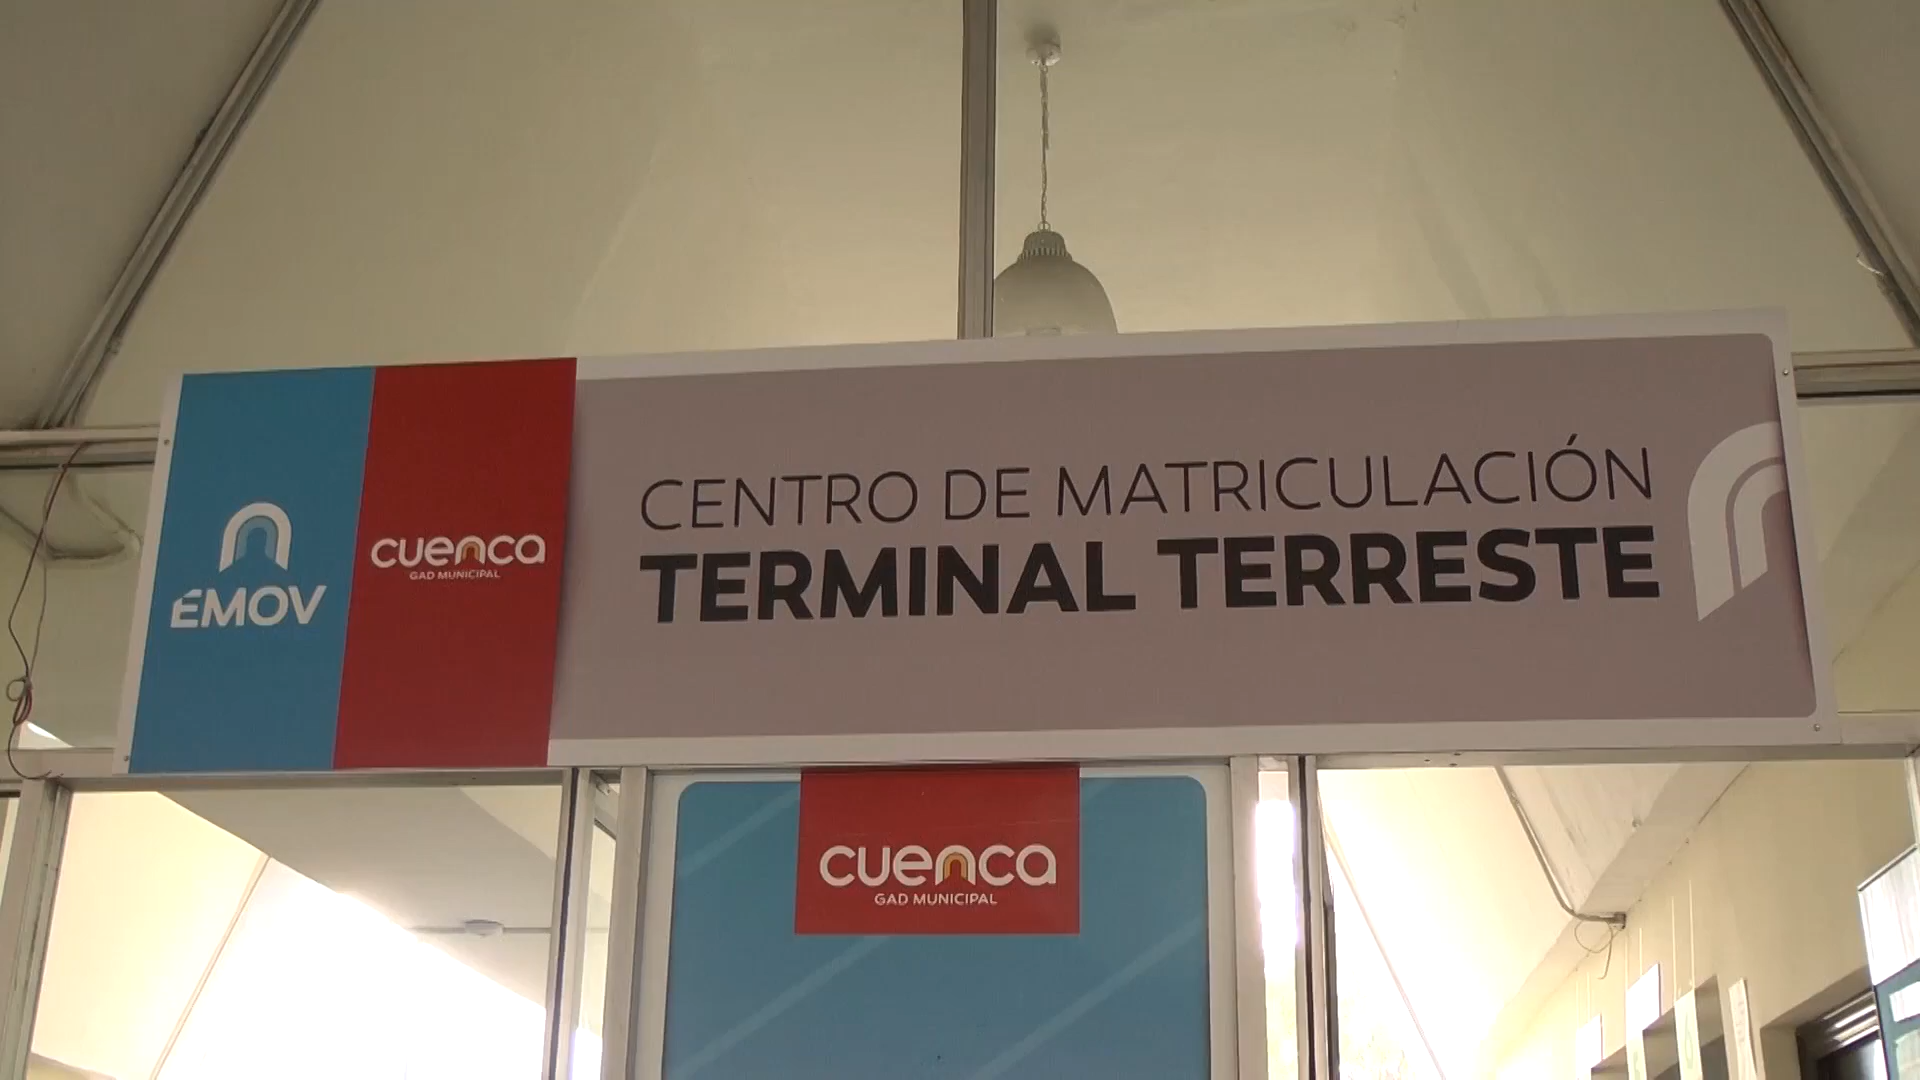 EMOV
cuenca
GAD MUNICIPAL
CENTRO DE MATRICULACIÓN
TERMINAL TERRESTE
cuenca
GAD MUNICIPAL